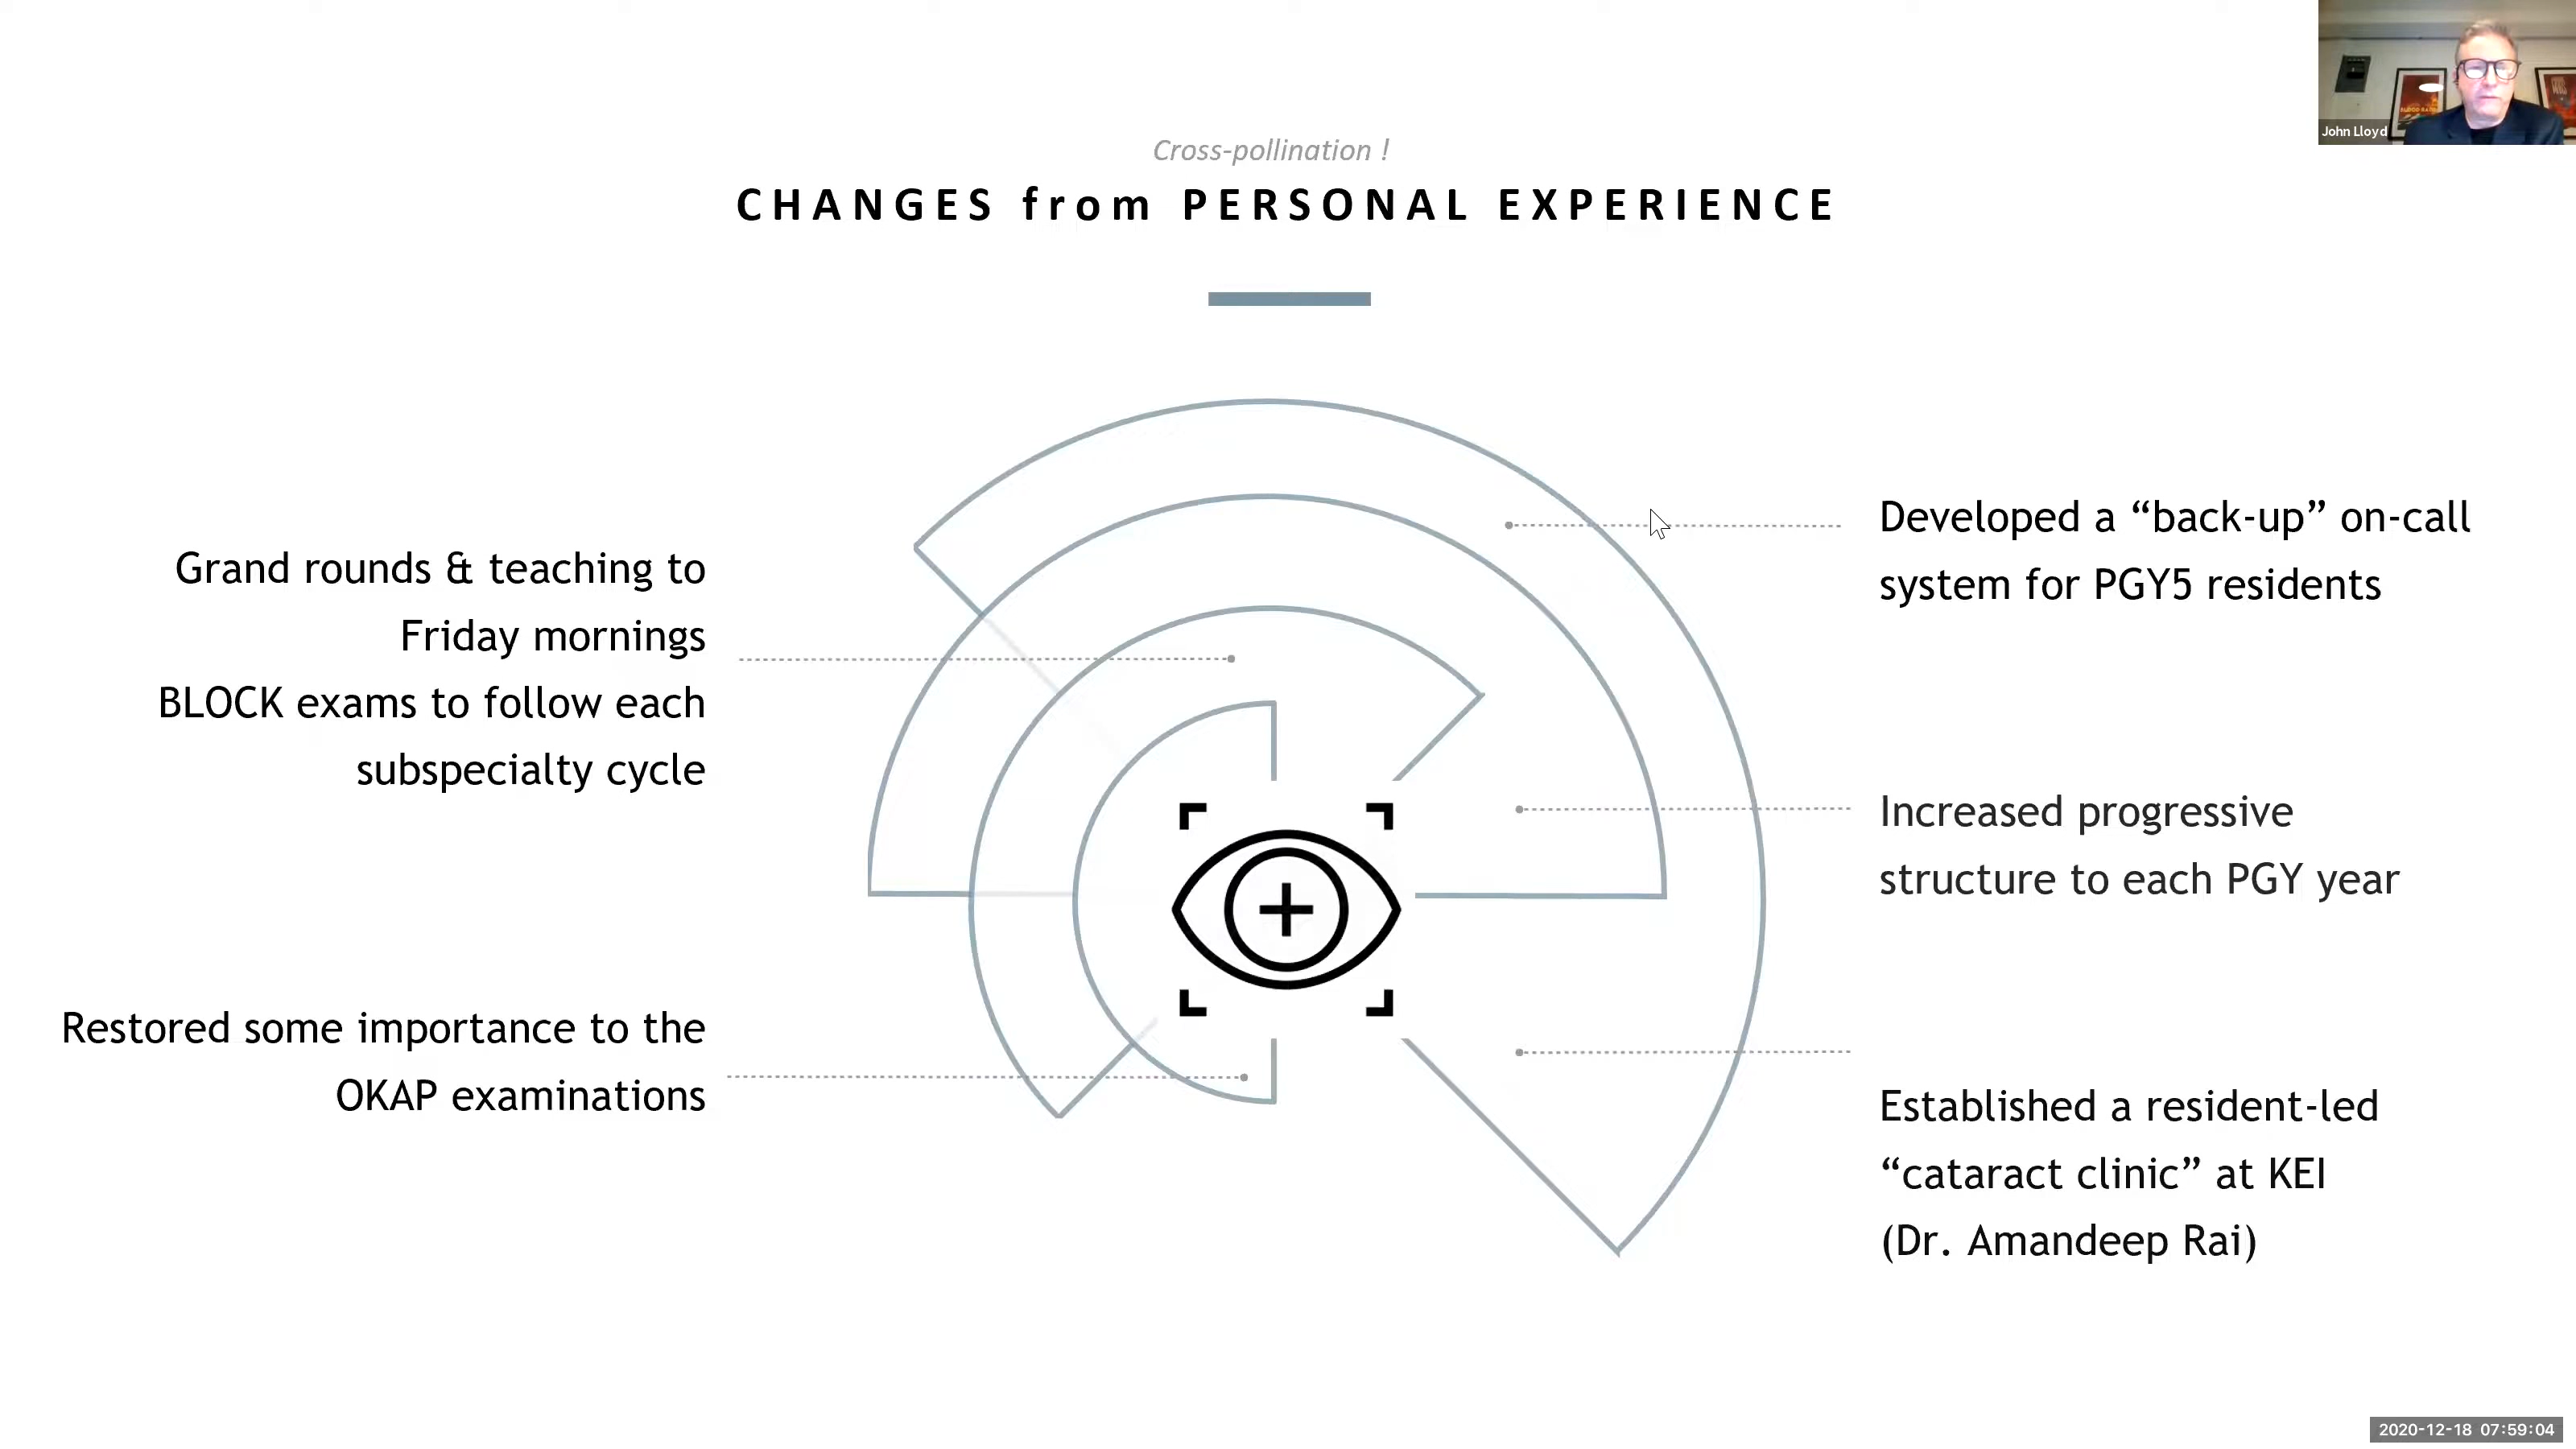 John Lloyd
Cross-pollination !
CHANGES from PERSONAL EXPERIENCE
Grand rounds & teaching to
Friday mornings
BLOCK exams to follow each
subspecialty cycle
Restored some importance to the
OKAP examinations
Developed a “back-up” on-call
system for PGY5 residents
Increased progressive
structure to each PGY year
Established a resident-led
“cataract clinic” at KEI
(Dr. Amandeep Rai)
2020-12-18 07:59:04